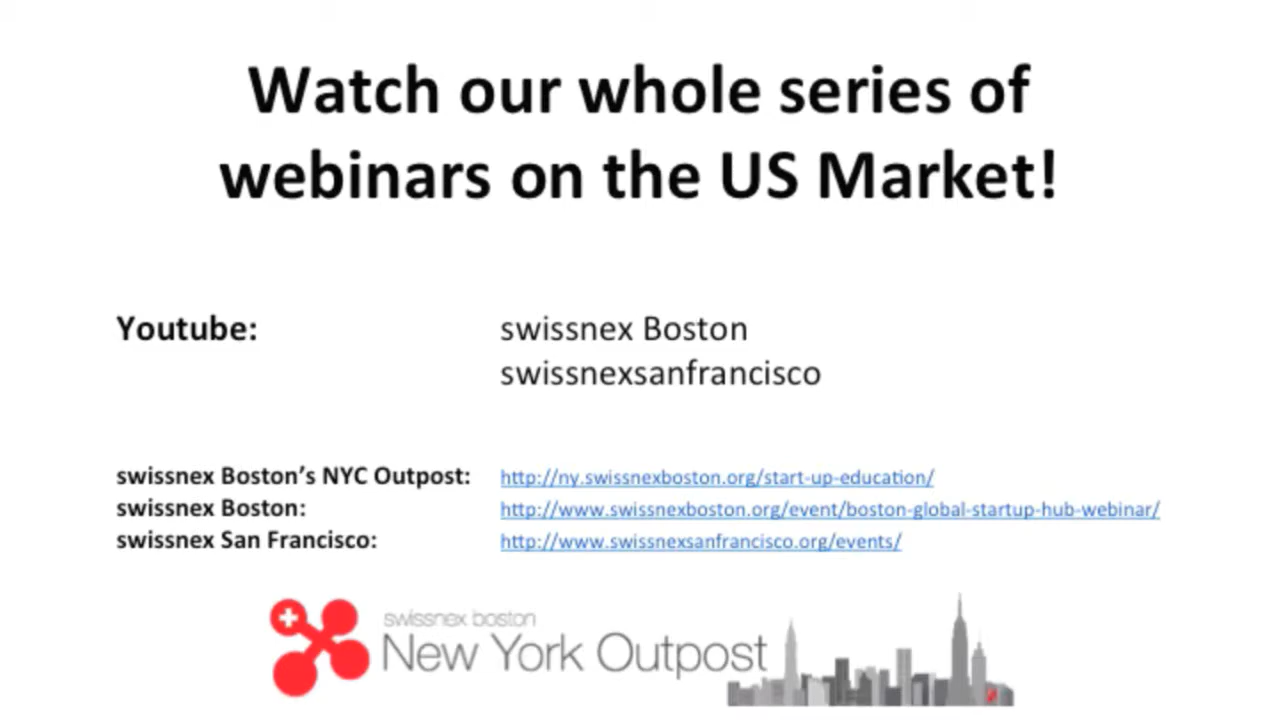 Watch our whole series of
webinars on the US Market!
Youtube: swissnex Boston
swissnexsanfrancisco
swissnex Boston’s NYC Outpost: http://ny.swissnexboston.org/start-up-education/
swissnex Boston: http://www.swissnexboston.org/event/boston-global-startup-hub-webinar/
swissnex San Francisco: http://www.swissnexsanfrancisco.org/events/
swissnex boston
New York Outpost